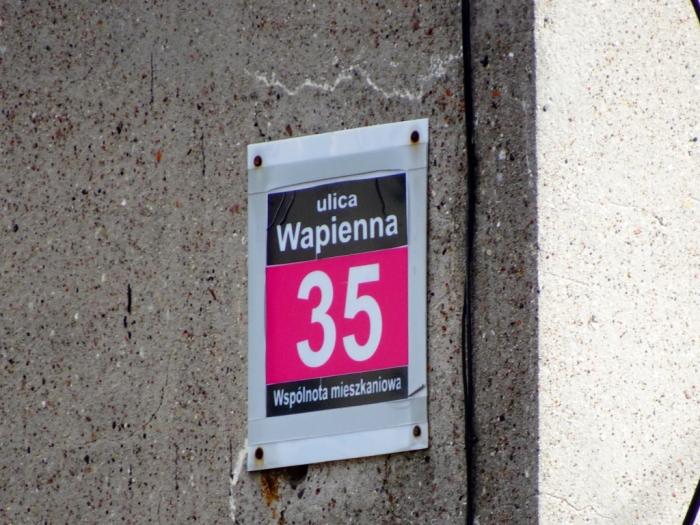 ulica
Wapienna
35
Wspólnota mieszkaniowa